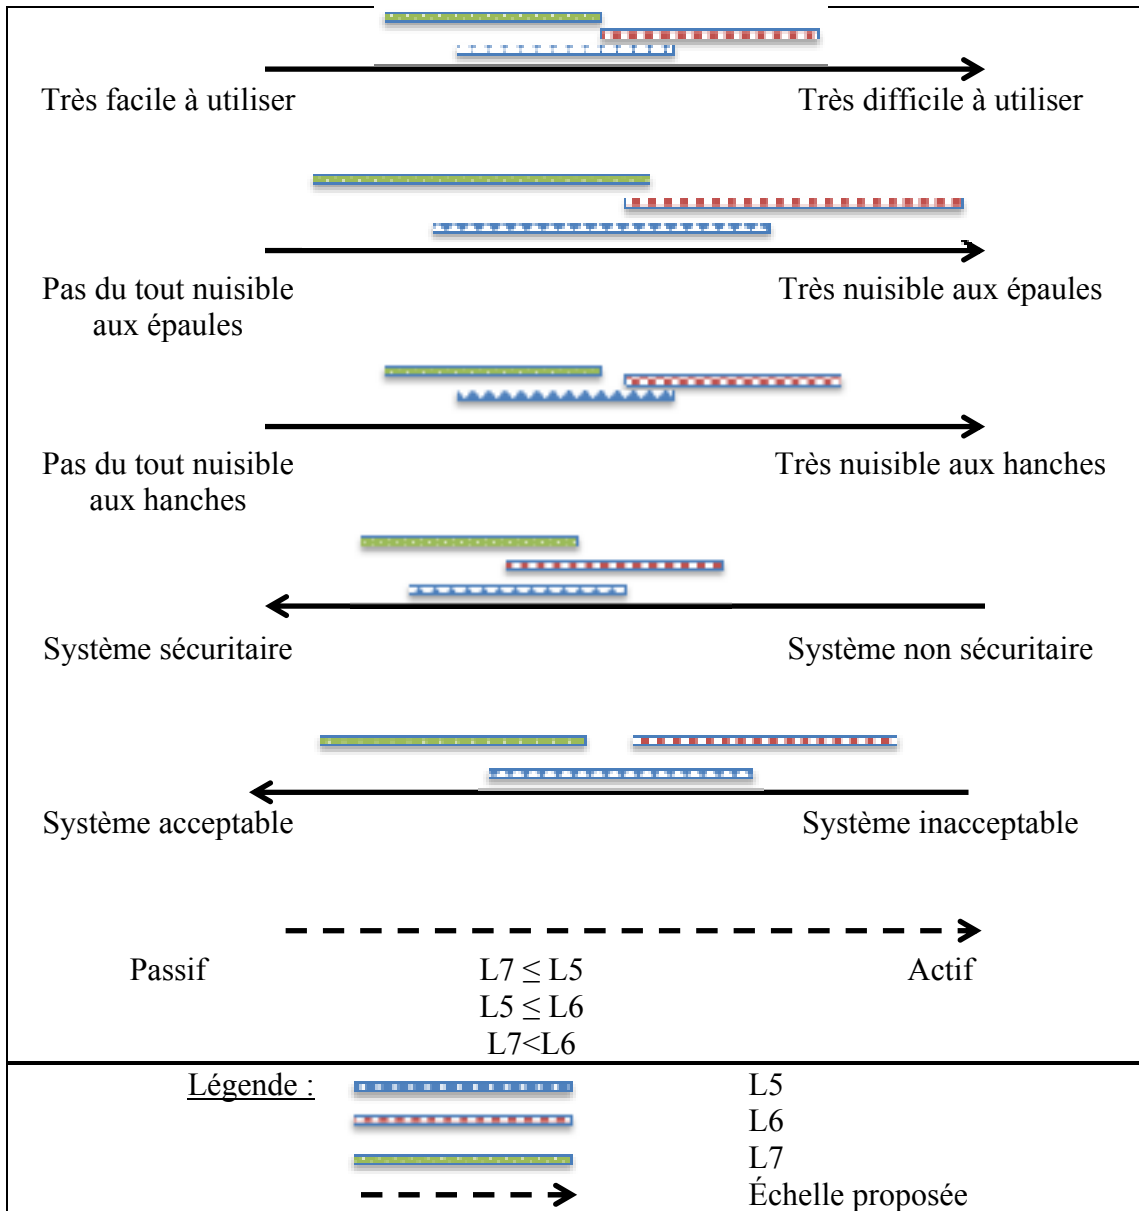 Très facile à utiliser Très difficile à utiliser
Pas du tout nuisible Très nuisible aux épaules
aux épaules
Pas du tout nuisible Très nuisible aux hanches
aux hanches
Système sécuritaire Système non sécuritaire
Système acceptable Système inacceptable
Passif L7 ≤ L5 Actif
L5 ≤ L6
L7<L6
Légende : L5
L6
L7
Échelle proposée